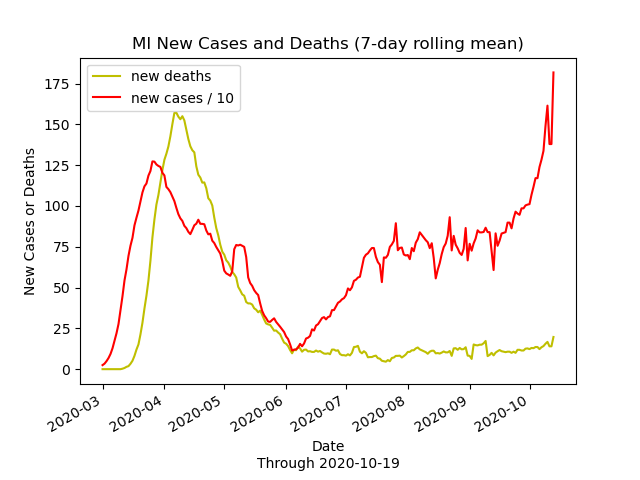 MI New Cases and Deaths (7-day rolling mean)
new deaths
new cases / 10
175
150
125
100
75
50
25
0
New Cases or Deaths
2020-03
2020-04
2020-05
2020-06
2020-07
2020-08
2020-09
2020-10
Date
Through 2020-10-19